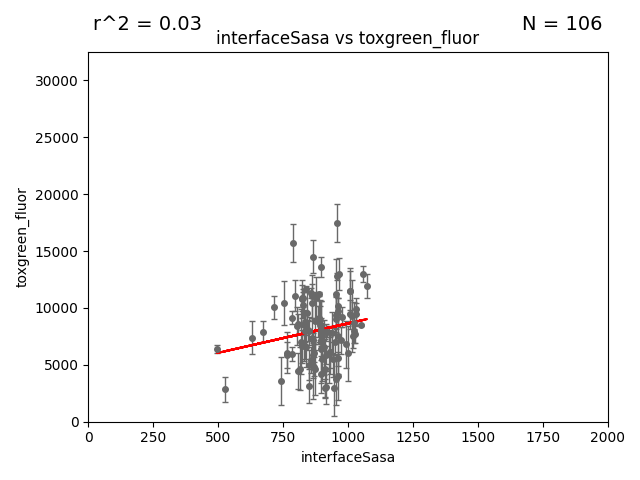 r^2 = 0.03
N = 106
interfaceSasa vs toxgreen_fluor
30000
25000
20000
15000
10000
5000
0
toxgreen_fluor
0 250 500 750 1000 1250 1500 1750 2000
interfaceSasa